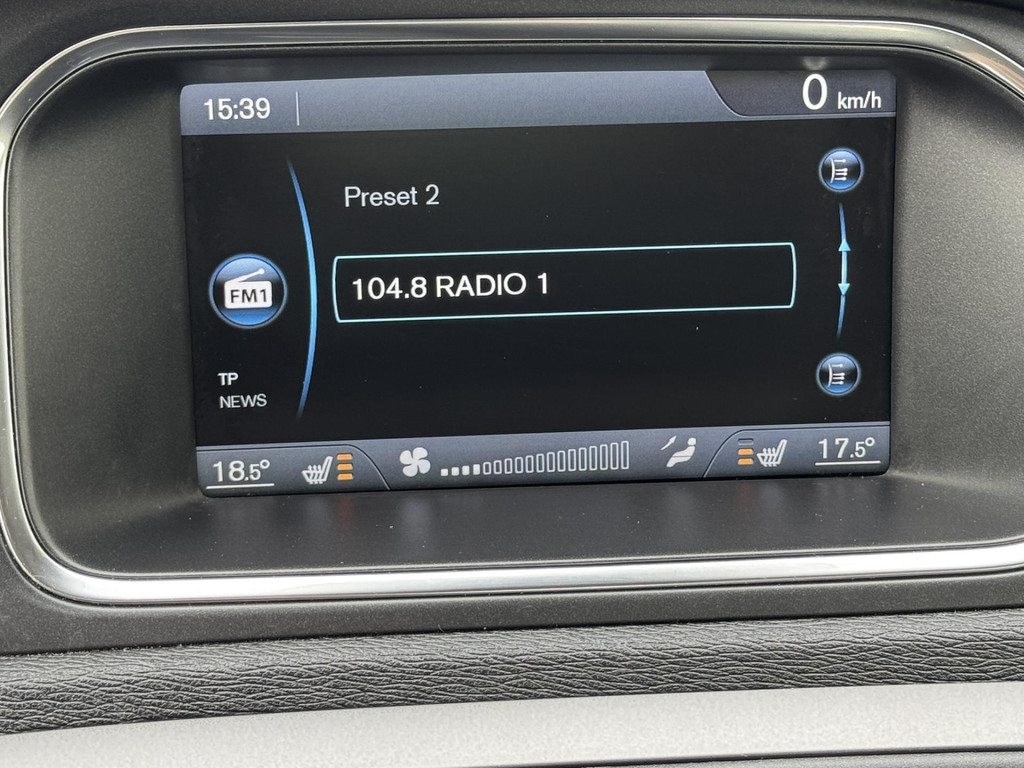 15:39
0 km/h
Preset 2
104.8 RADIO 1
FM1
TP
NEWS
18.5°
17.5°